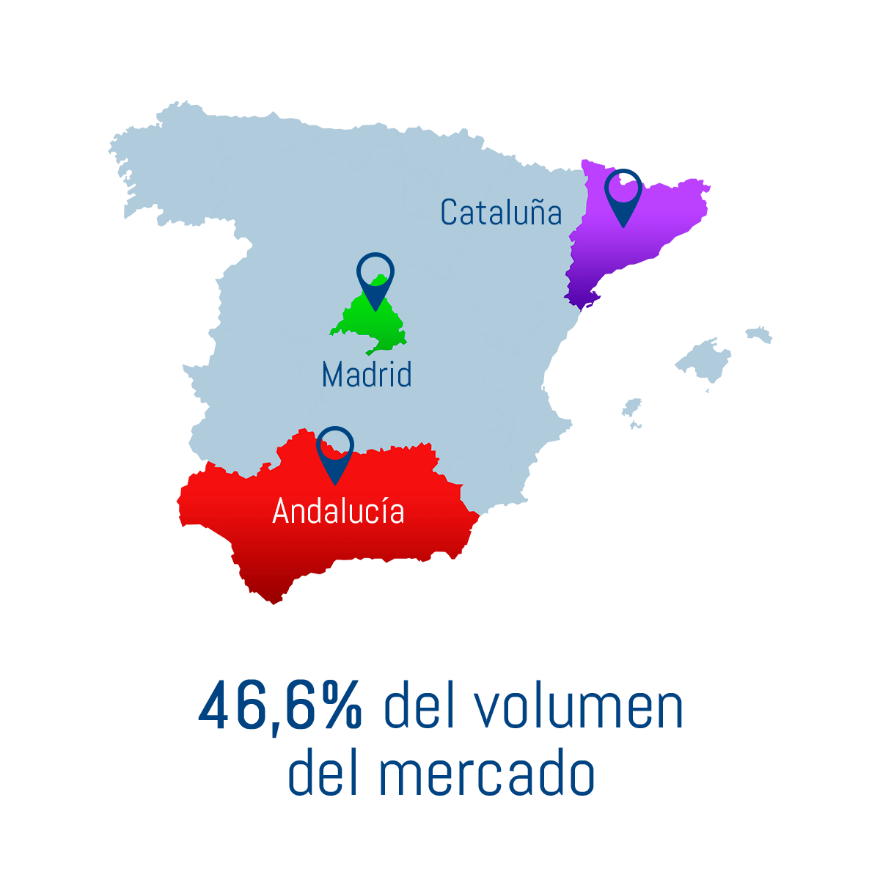 Cataluña
Madrid
Andalucía
46,6% del volumen
del mercado